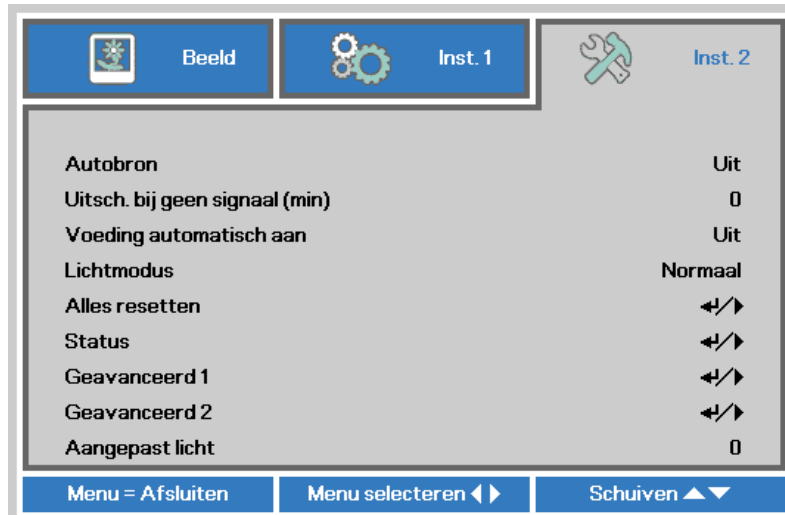 Beeld
Inst. 1
Inst. 2
Autobron Uit
Uitsch. bij geen signaal (min) 0
Voeding automatisch aan Uit
Lichtmodus Normaal
Alles resetten ↵/▶
Status ↵/▶
Geavanceerd 1 ↵/▶
Geavanceerd 2 ↵/▶
Aangepast licht 0
Menu = Afsluiten
Menu selecteren ◀ ▶
Schuiven ▲▼